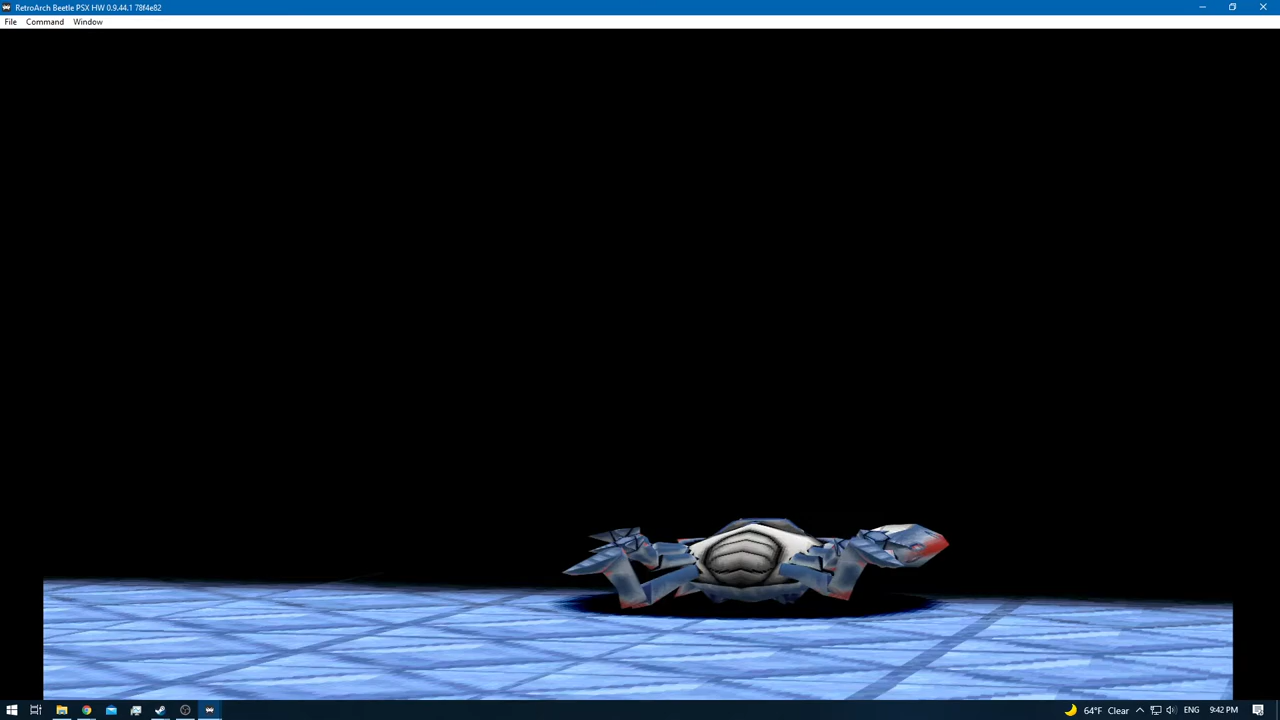 RetroArch Beetle PSX HW 0.9.44.1 78f4e82
File Command Window
64°F Clear ENG 9:42 PM